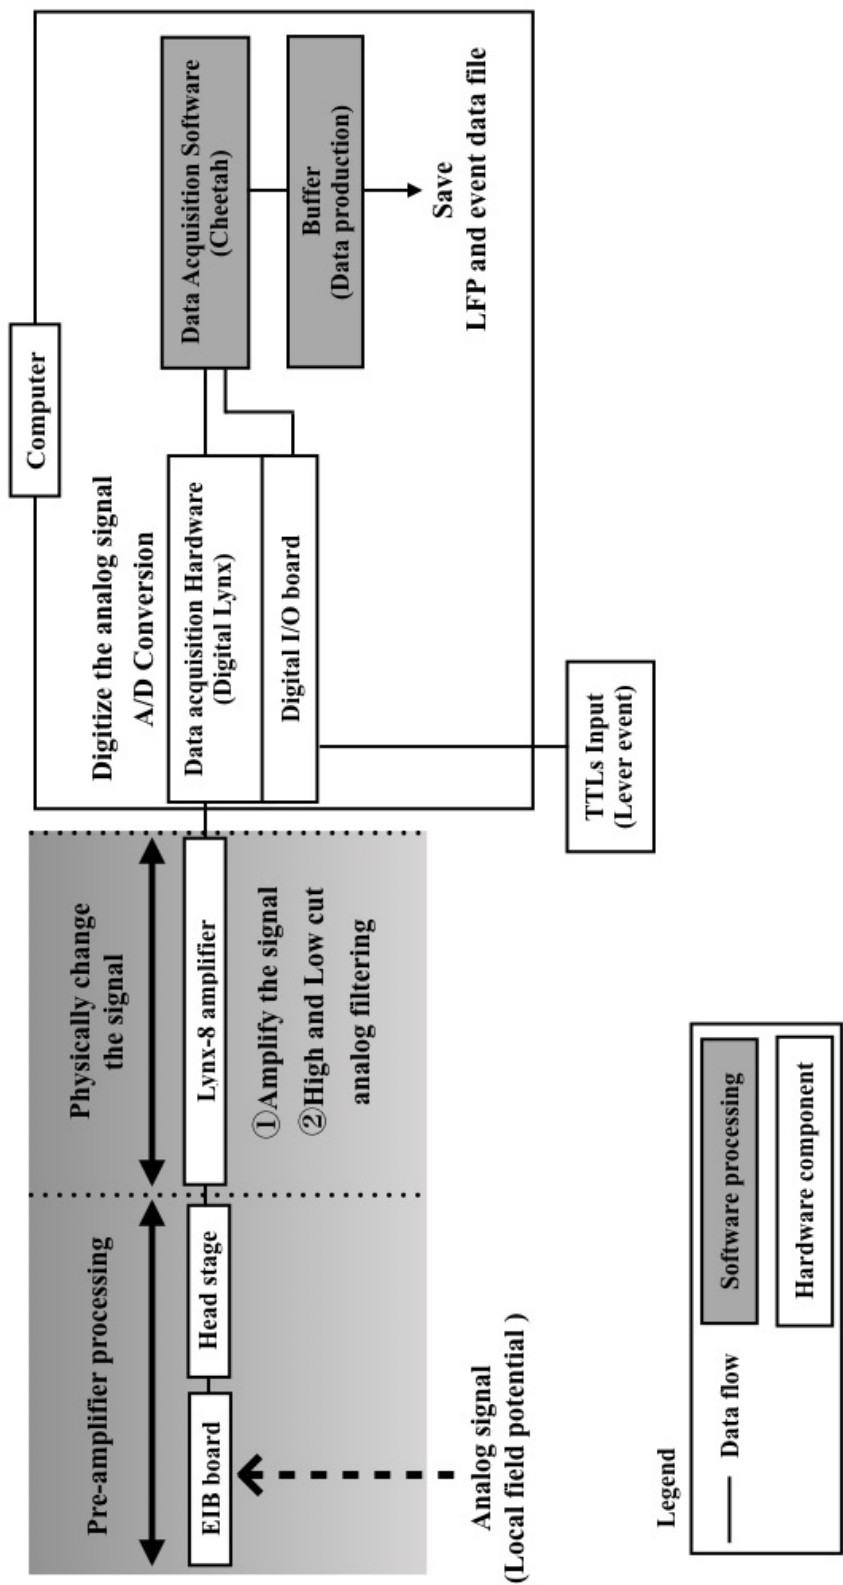 Computer
Pre-amplifier processing
Physically change
the signal
Digitize the analog signal
A/D Conversion
EIB board
Head stage
Lynx-8 amplifier
①Amplify the signal
②High and Low cut
analog filtering
Data acquisition Hardware
(Digital Lynx)
Digital I/O board
Data Acquisition Software
(Cheetah)
Buffer
(Data production)
Save
LFP and event data file
Analog signal
(Local field potential )
TTLs Input
(Lever event)
Legend
Data flow
Software processing
Hardware component